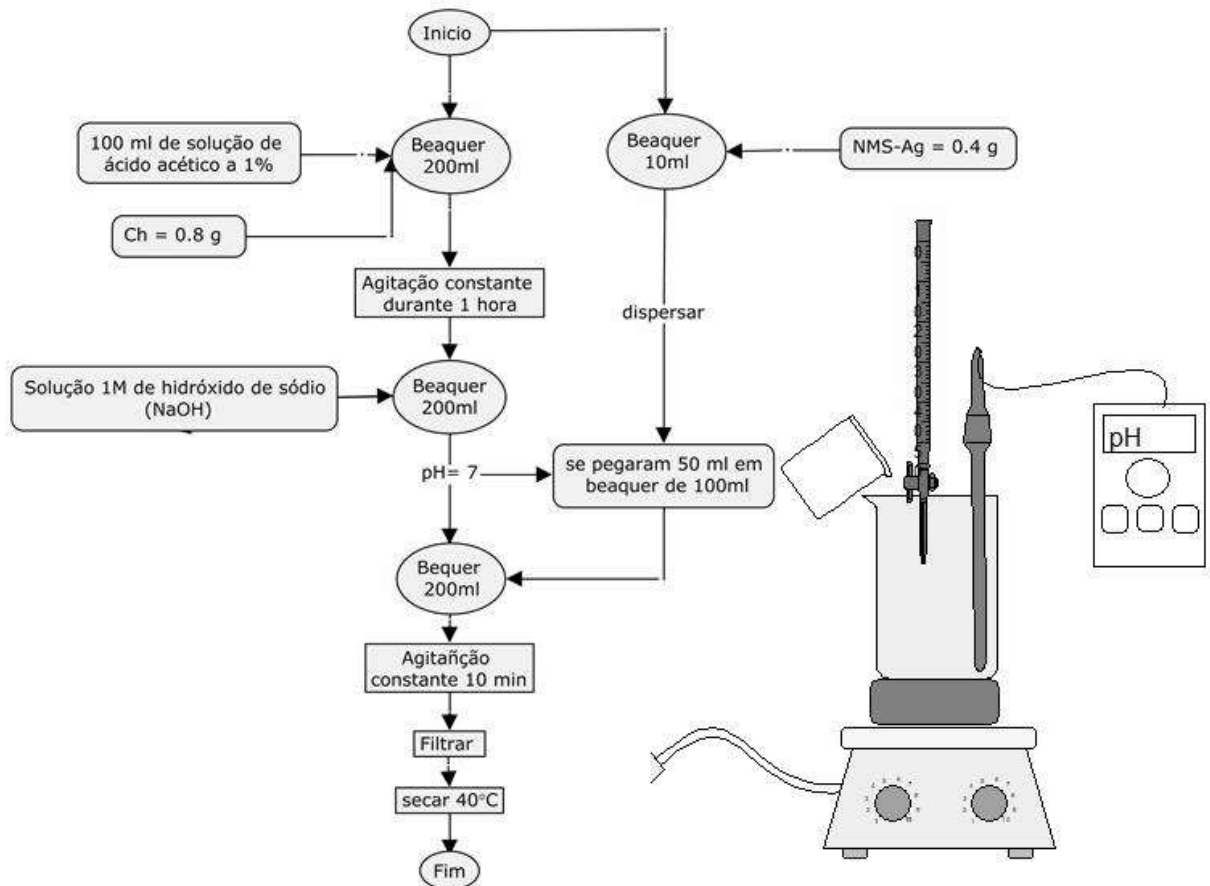 Inicio
100 ml de solução de
ácido acético a 1%
Beaquer
200ml
Beaquer
10ml
NMS-Ag = 0.4 g
Ch = 0.8 g
Agitação constante
durante 1 hora
dispersar
Solução 1M de hidróxido de sódio
(NaOH)
Beaquer
200ml
pH= 7
se pegaram 50 ml em
beaquer de 100ml
pH
Bequer
200ml
Agitañção
constante 10 min
Filtrar
secar 40°C
Fim